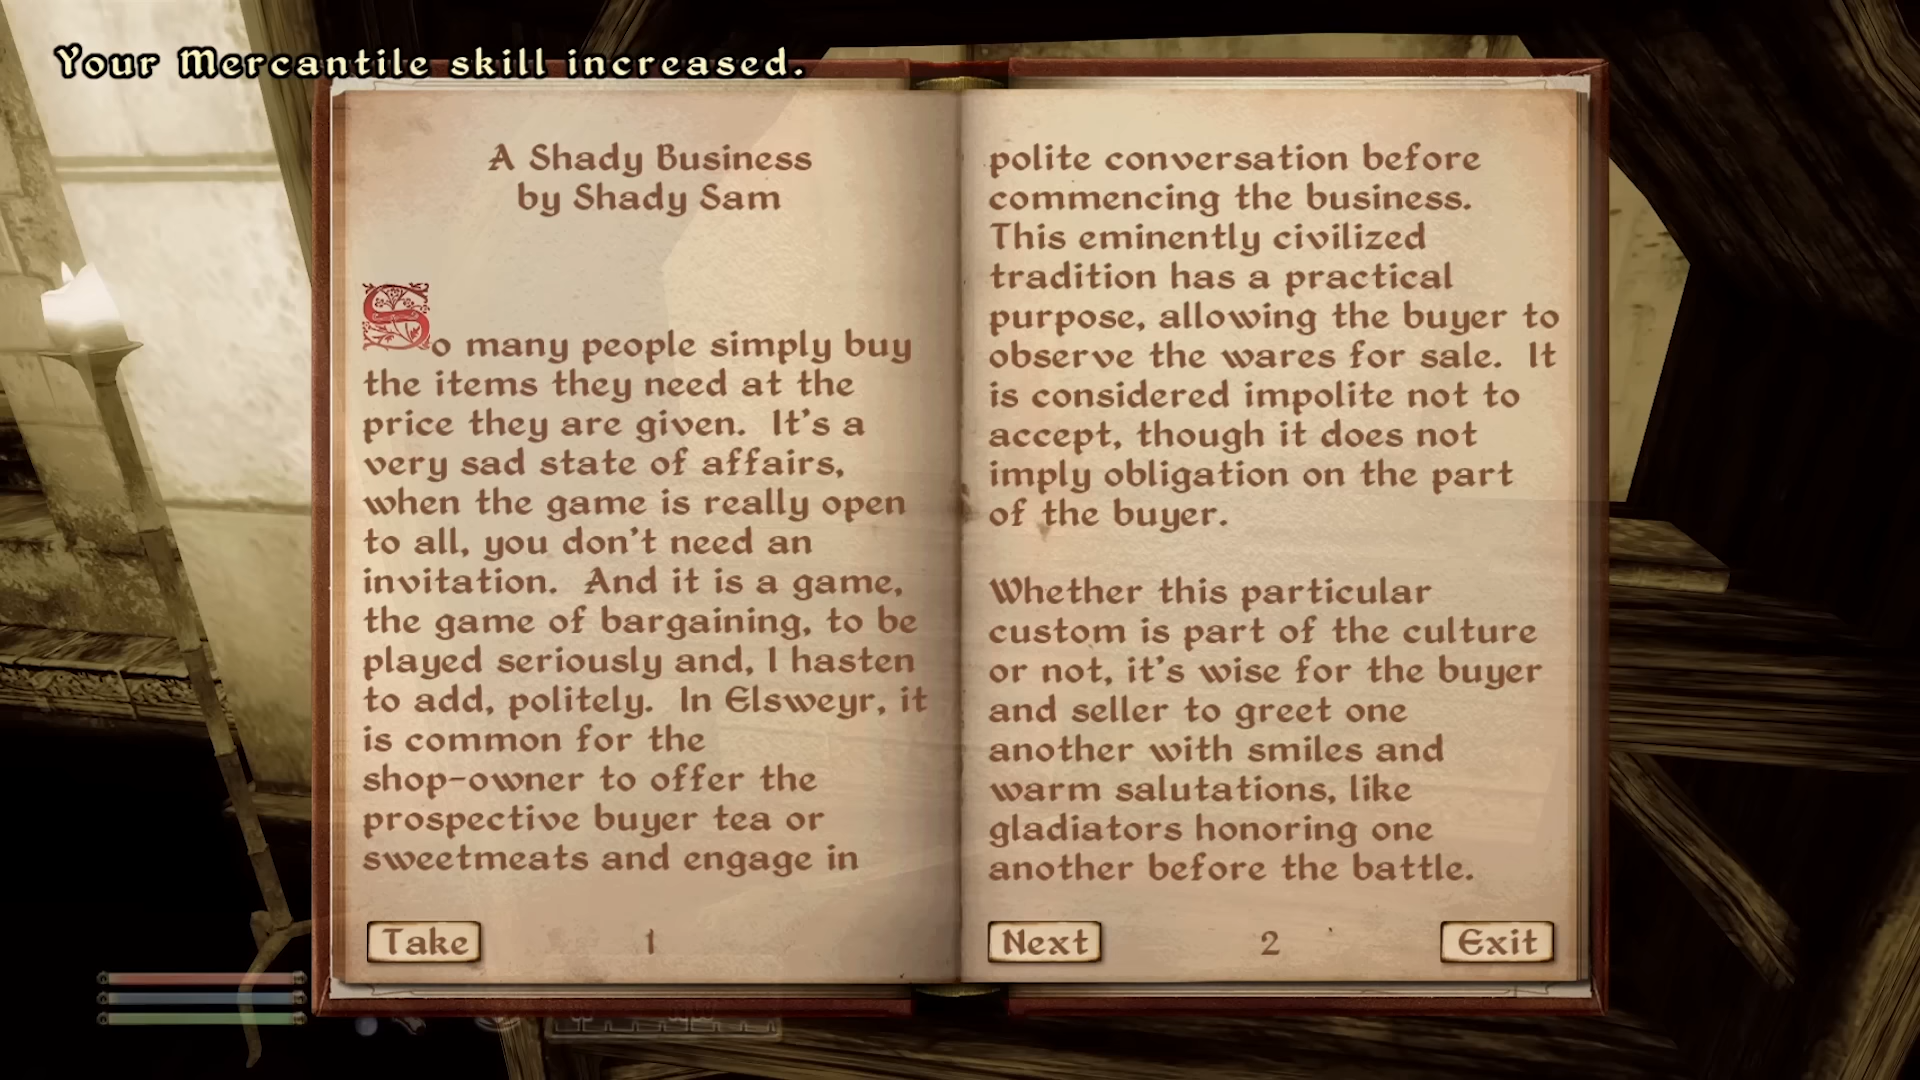 Your Mercantile skill increased.
A Shady Business
by Shady Sam
So many people simply buy
the items they need at the
price they are given.  It's a
very sad state of affairs,
when the game is really open
to all, you don't need an
invitation.  And it is a game,
the game of bargaining, to be
played seriously and, I hasten
to add, politely.  In Elsweyr, it
is common for the
shop-owner to offer the
prospective buyer tea or
sweetmeats and engage in
Take
1
polite conversation before
commencing the business.
This eminently civilized
tradition has a practical
purpose, allowing the buyer to
observe the wares for sale.  It
is considered impolite not to
accept, though it does not
imply obligation on the part
of the buyer.
Whether this particular
custom is part of the culture
or not, it's wise for the buyer
and seller to greet one
another with smiles and
warm salutations, like
gladiators honoring one
another before the battle.
Next
2
Exit